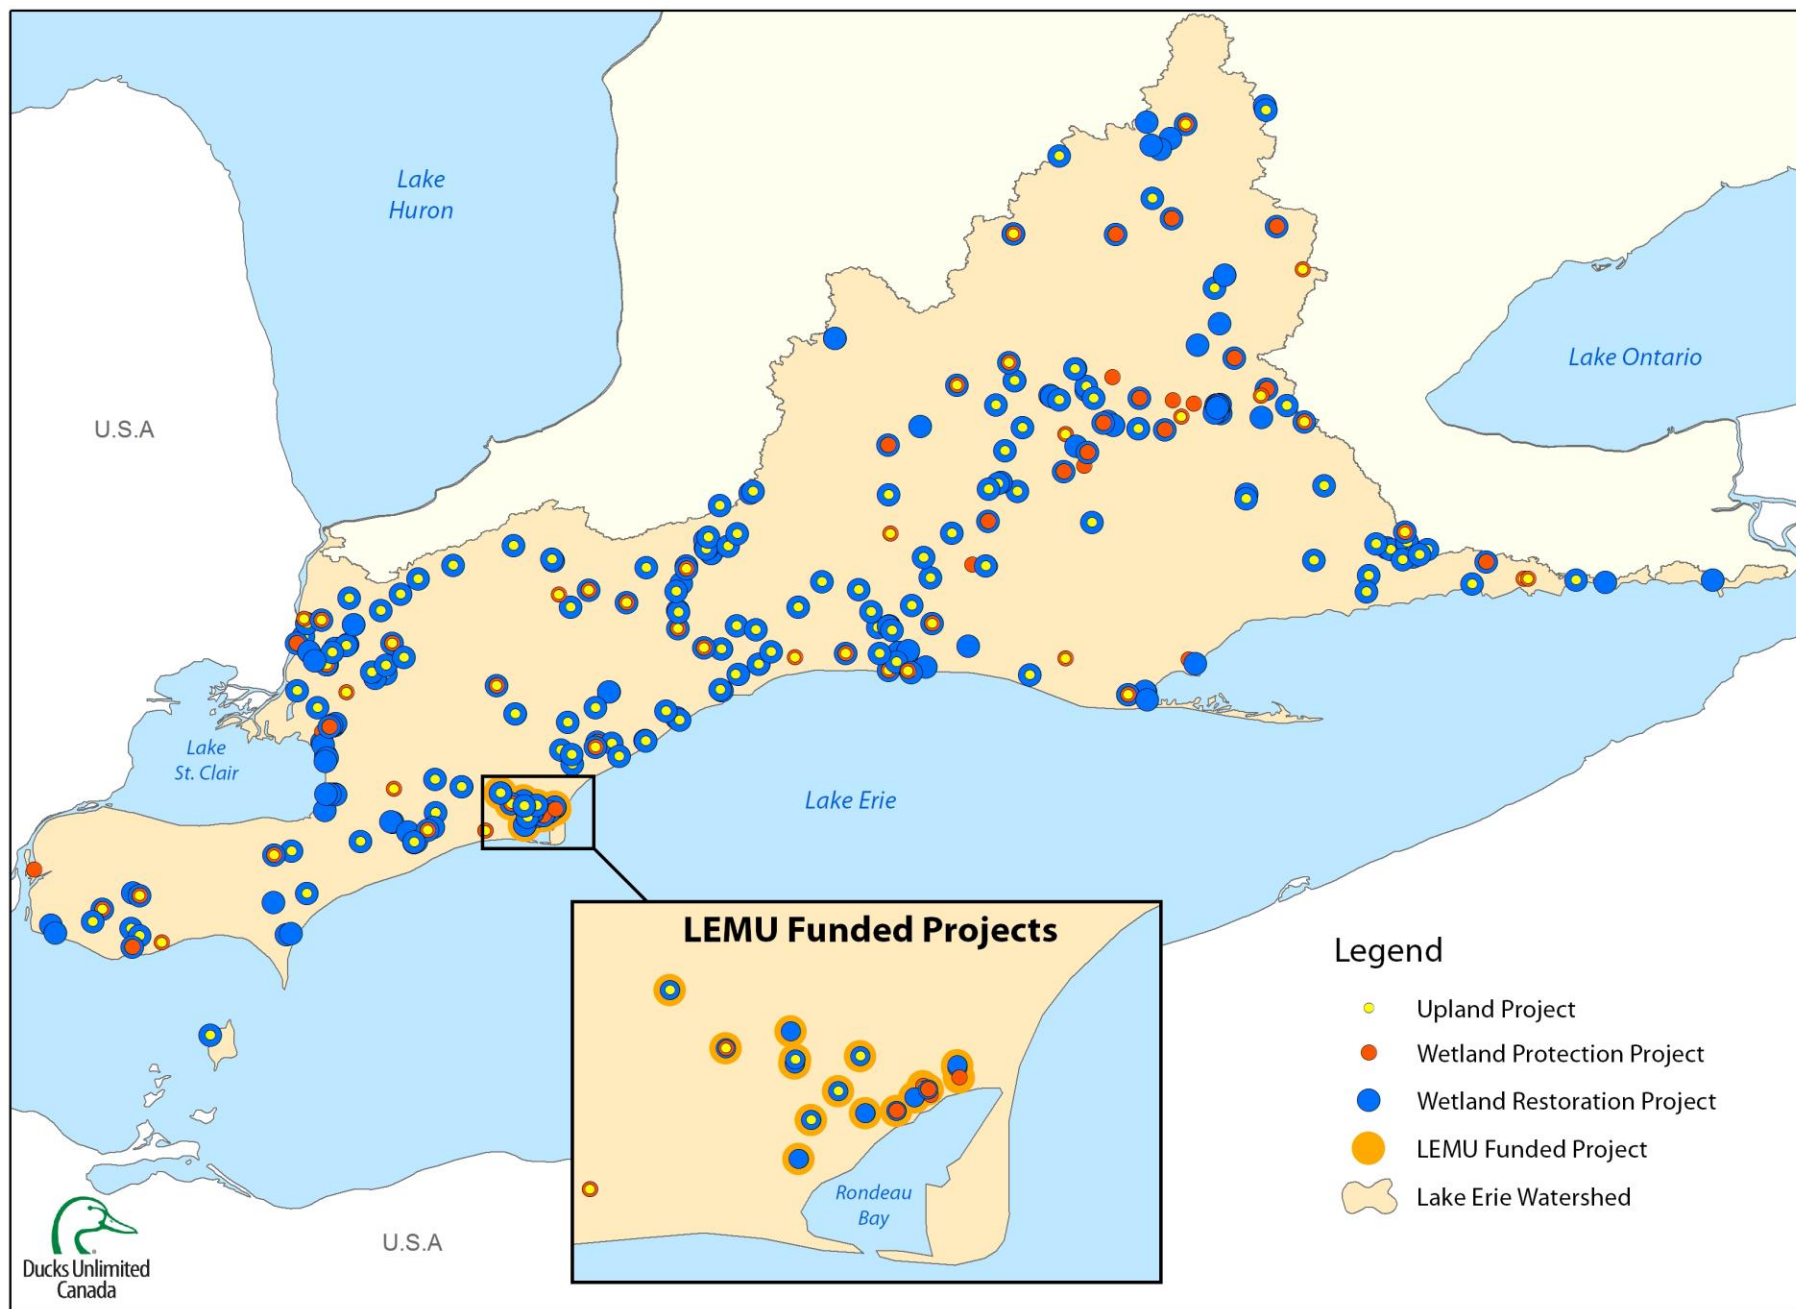 Lake
Huron
Lake Ontario
U.S.A
Lake
St. Clair
Lake Erie
LEMU Funded Projects
Rondeau
Bay
Legend
Upland Project
Wetland Protection Project
Wetland Restoration Project
LEMU Funded Project
Lake Erie Watershed
U.S.A
Ducks Unlimited
Canada